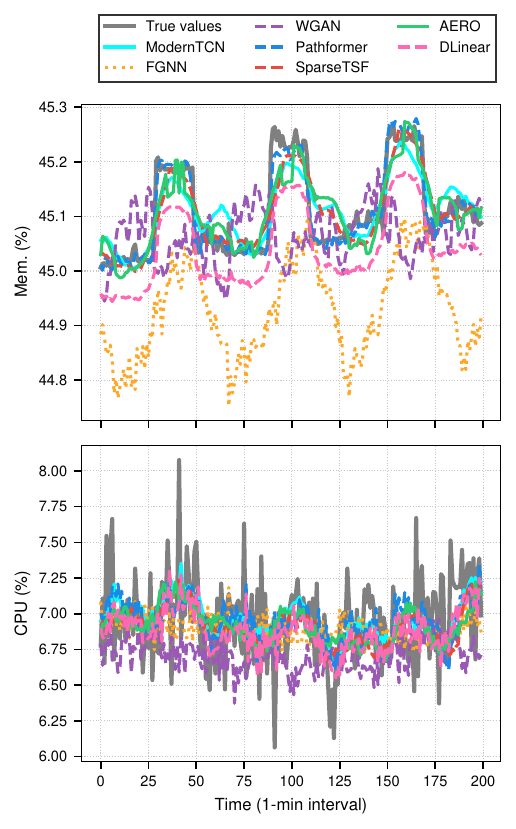 True values WGAN AERO
ModernTCN Pathformer DLinear
FGNN SparseTSF
45.3
45.2
45.1
45.0
44.9
44.8
Mem. (%)
8.00
7.75
7.50
7.25
7.00
6.75
6.50
6.25
6.00
CPU (%)
0 25 50 75 100 125 150 175 200
Time (1-min interval)